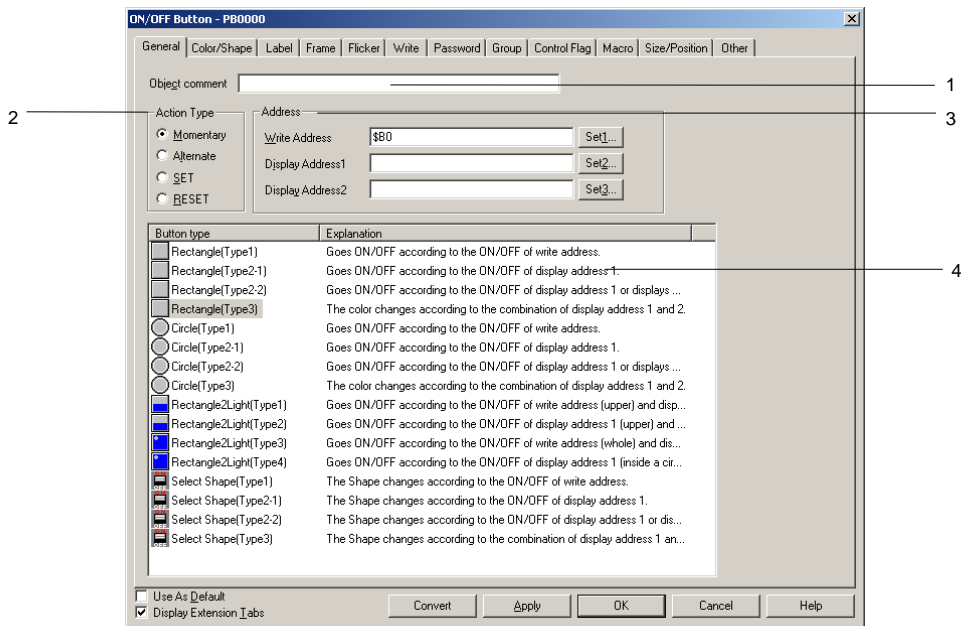 ON/OFF Button - PB0000
General Color/Shape Label Frame Flicker Write Password Group Control Flag Macro Size/Position Other
Object comment 1
2 Action Type Address 3
Momentary Write Address $B0 Set1...
Alternate Display Address1 Set2...
SET Display Address2 Set3...
RESET
Button type Explanation
Rectangle(Type1) Goes ON/OFF according to the ON/OFF of write address.
Rectangle(Type2-1) Goes ON/OFF according to the ON/OFF of display address 1. 4
Rectangle(Type2-2) Goes ON/OFF according to the ON/OFF of display address 1 or displays ...
Rectangle(Type3) The color changes according to the combination of display address 1 and 2.
Circle(Type1) Goes ON/OFF according to the ON/OFF of write address.
Circle(Type2-1) Goes ON/OFF according to the ON/OFF of display address 1.
Circle(Type2-2) Goes ON/OFF according to the ON/OFF of display address 1 or displays ...
Circle(Type3) The color changes according to the combination of display address 1 and 2.
Rectangle2Light(Type1) Goes ON/OFF according to the ON/OFF of write address (upper) and disp...
Rectangle2Light(Type2) Goes ON/OFF according to the ON/OFF of display address 1 (upper) and ...
Rectangle2Light(Type3) Goes ON/OFF according to the ON/OFF of write address (whole) and dis...
Rectangle2Light(Type4) Goes ON/OFF according to the ON/OFF of display address 1 (inside a cir...
Select Shape(Type1) The Shape changes according to the ON/OFF of write address.
Select Shape(Type2-1) The Shape changes according to the ON/OFF of display address 1.
Select Shape(Type2-2) The Shape changes according to the ON/OFF of display address 1 or dis...
Select Shape(Type3) The Shape changes according to the combination of display address 1 an...
Use As Default
Display Extension Tabs Convert Apply OK Cancel Help